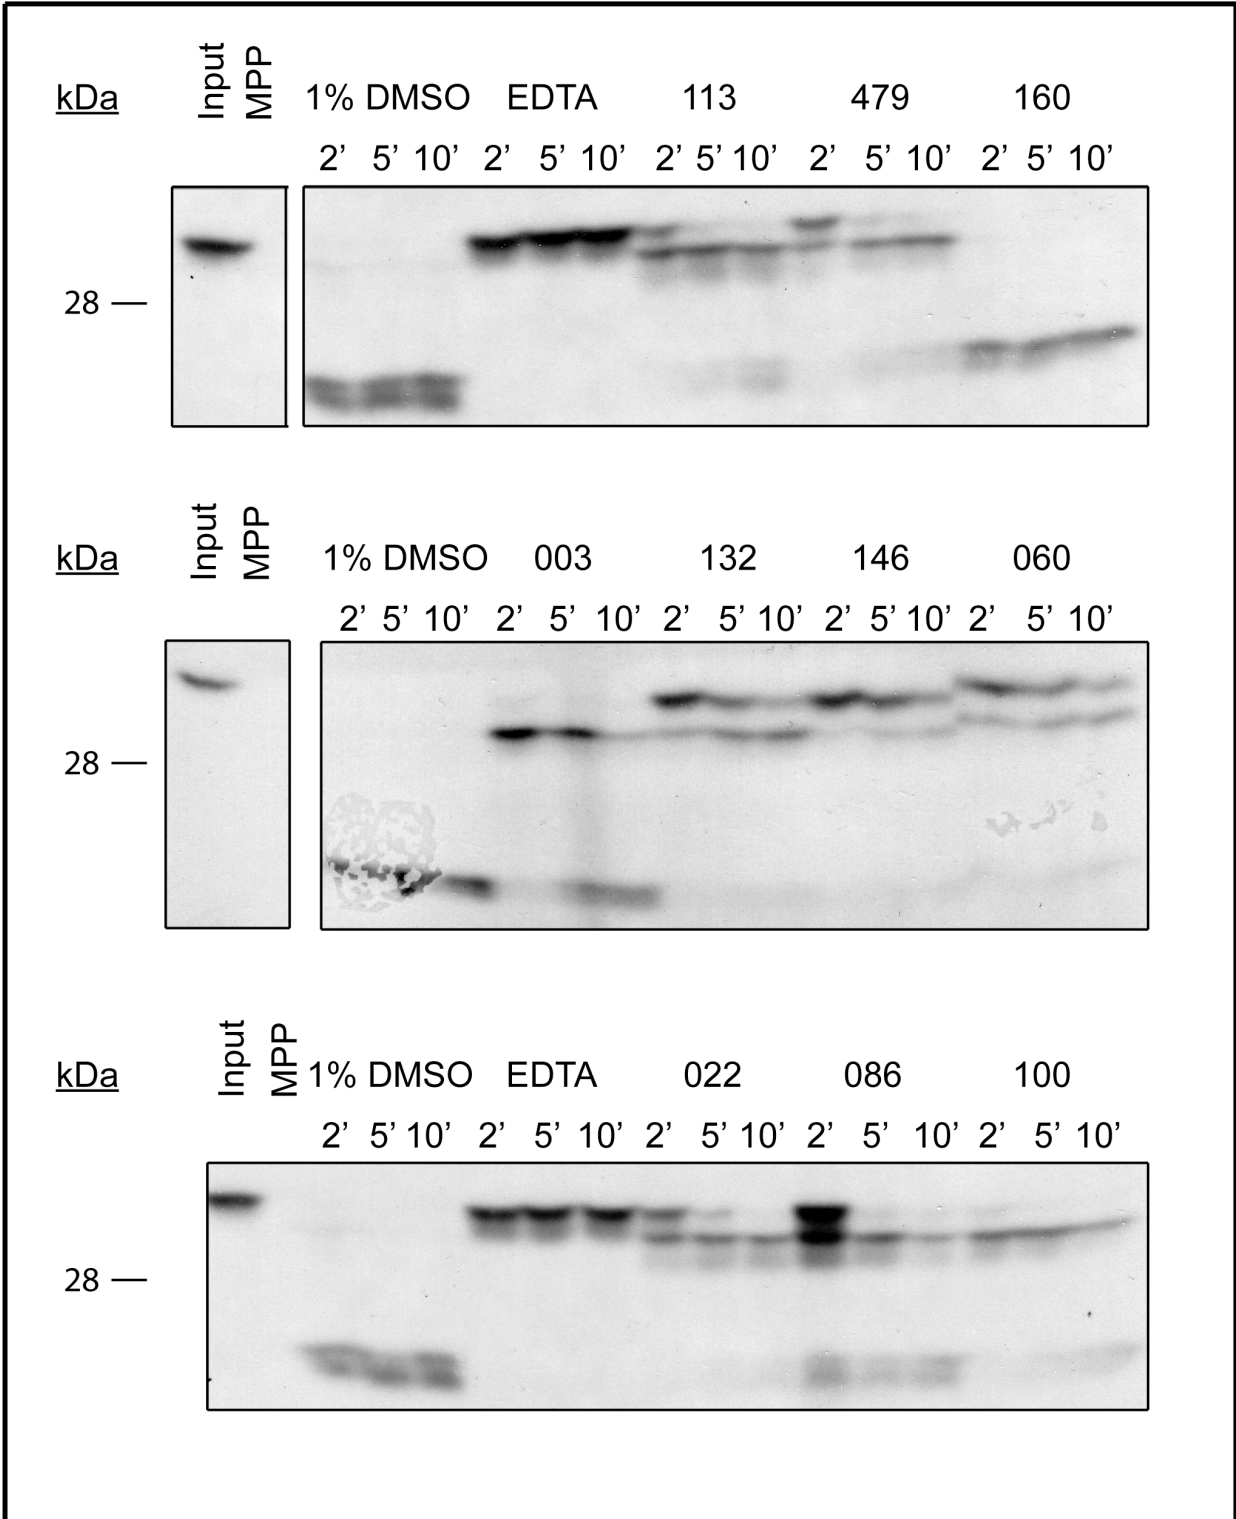 Input
MPP
kDa 1% DMSO EDTA 113 479 160
2’ 5’ 10’ 2’ 5’ 10’ 2’ 5’ 10’ 2’ 5’ 10’ 2’ 5’ 10’
28
Input
MPP
kDa 1% DMSO 003 132 146 060
2’ 5’ 10’ 2’ 5’ 10’ 2’ 5’ 10’ 2’ 5’ 10’ 2’ 5’ 10’
28
Input
MPP
kDa 1% DMSO EDTA 022 086 100
2’ 5’ 10’ 2’ 5’ 10’ 2’ 5’ 10’ 2’ 5’ 10’ 2’ 5’ 10’
28